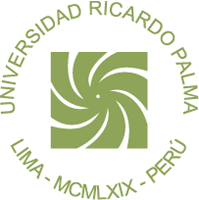 UNIVERSIDAD RICARDO PALMA
LIMA - MCMLXIX - PERÚ